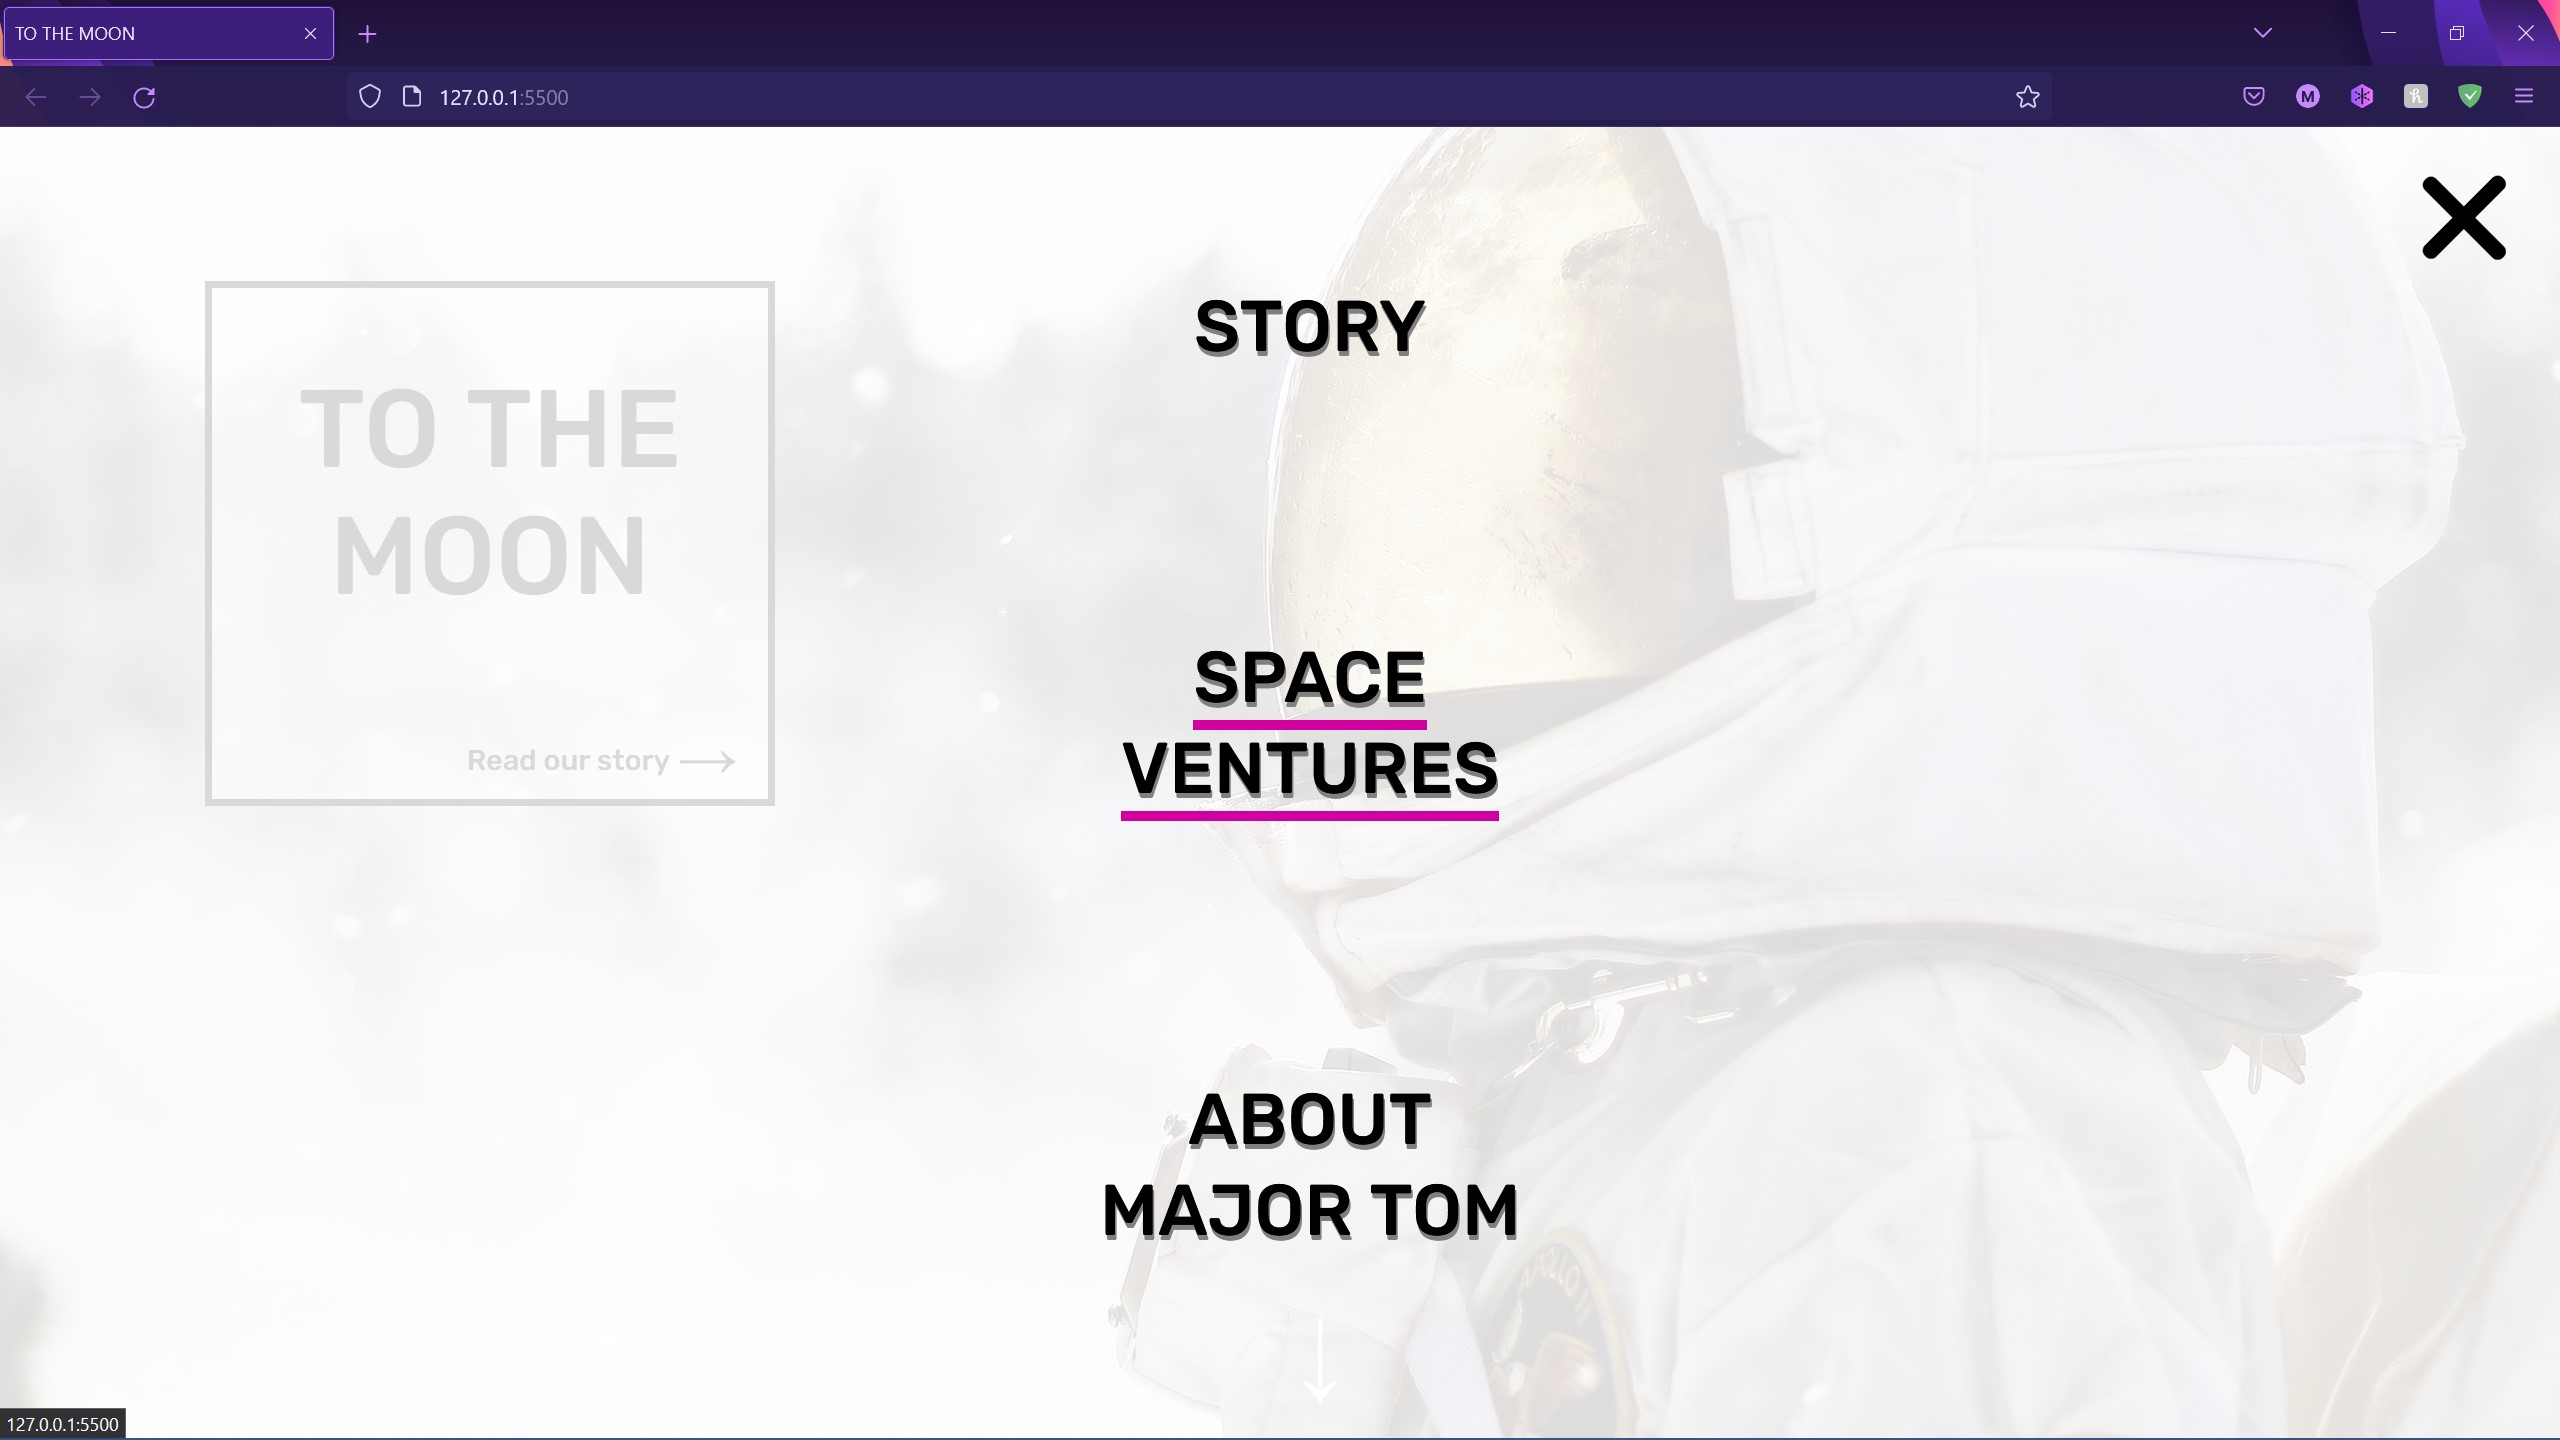 TO THE MOON
127.0.0.1:5500
M
TO THE
MOON
Read our story
STORY
SPACE
VENTURES
ABOUT
MAJOR TOM
APOLLO
127.0.0.1:5500